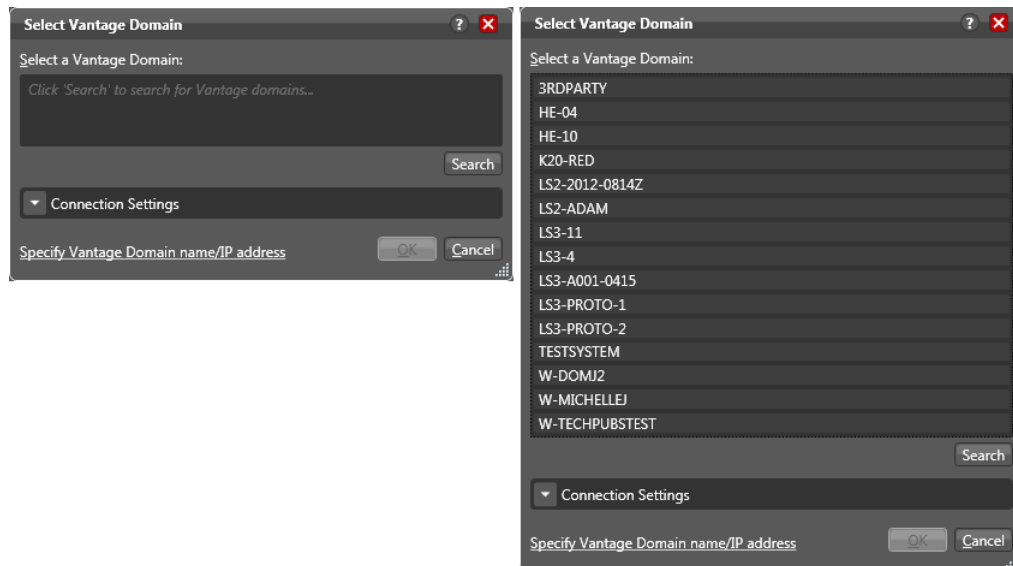 Select Vantage Domain
?
Select a Vantage Domain:
Click 'Search' to search for Vantage domains...
Search
Connection Settings
Specify Vantage Domain name/IP address
OK
Cancel
Select Vantage Domain
?
Select a Vantage Domain:
3RDPARTY
HE-04
HE-10
K20-RED
LS2-2012-0814Z
LS2-ADAM
LS3-11
LS3-4
LS3-A001-0415
LS3-PROTO-1
LS3-PROTO-2
TESTSYSTEM
W-DOMJ2
W-MICHELLEJ
W-TECHPUBSTEST
Search
Connection Settings
Specify Vantage Domain name/IP address
OK
Cancel